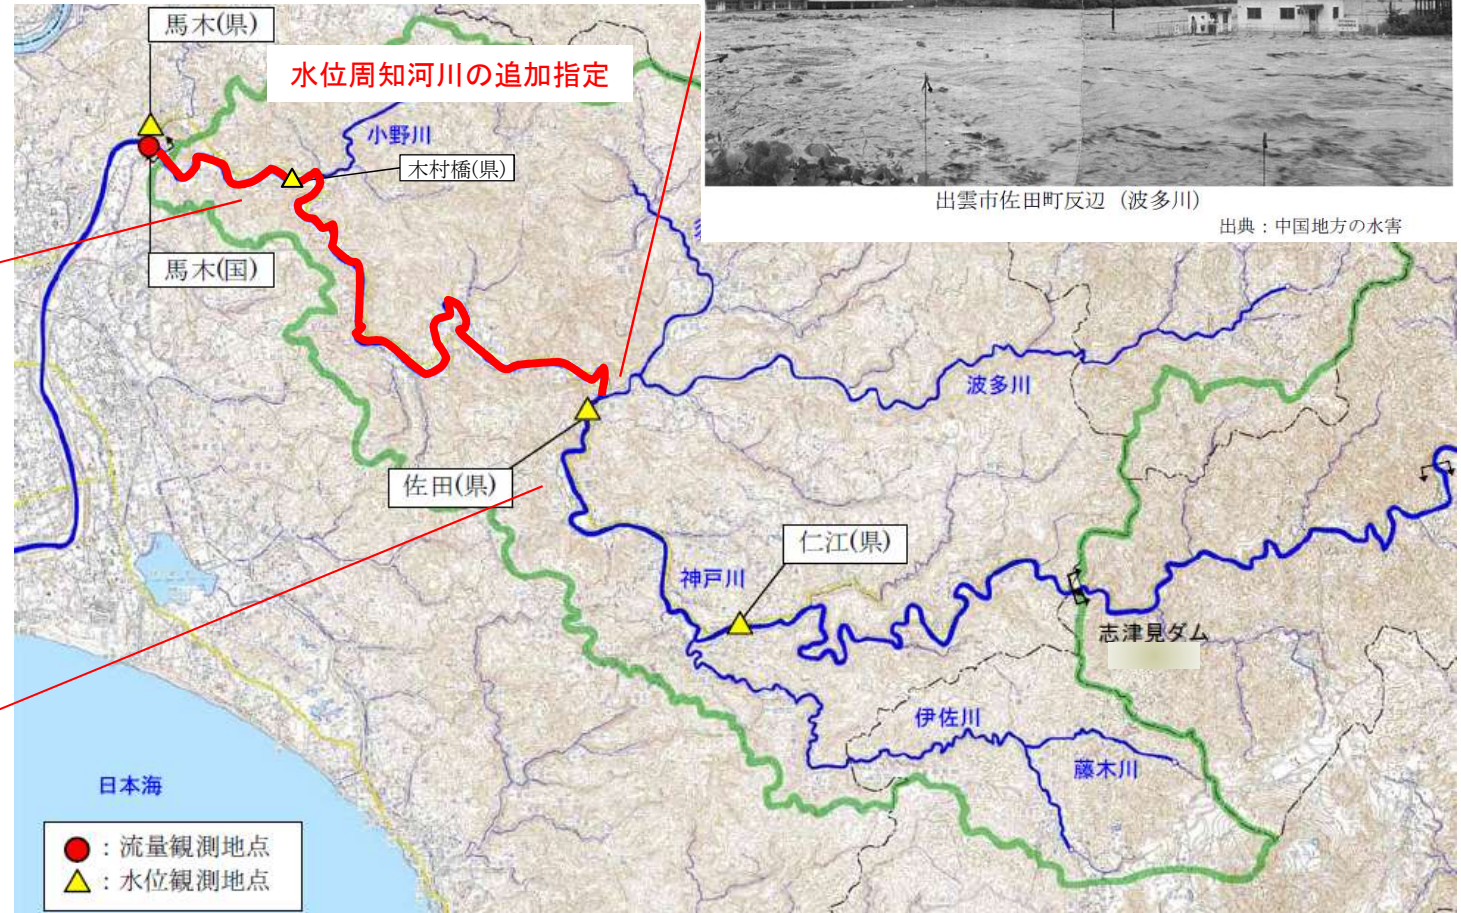 馬木(県)
水位周知河川の追加指定
小野川
木村橋(県)
出雲市佐田町反辺（波多川）
出典：中国地方の水害
馬木(国)
波多川
佐田(県)
仁江(県)
神戸川
志津見ダム
伊佐川
藤木川
日本海
：流量観測地点
：水位観測地点